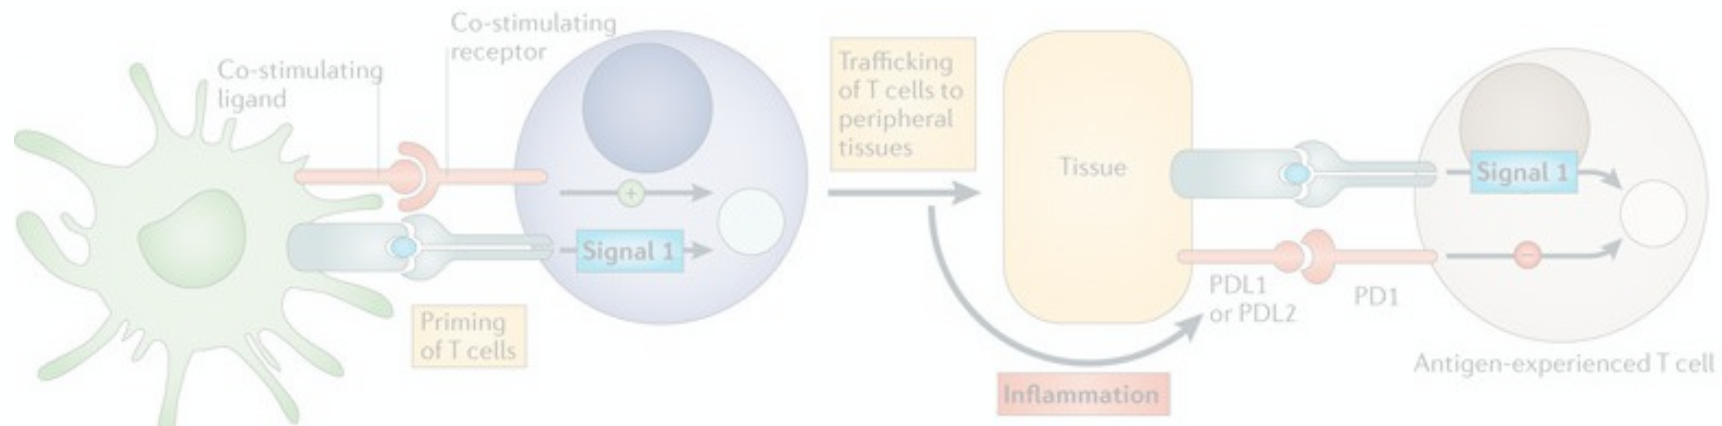 Co-stimulating
ligand
Co-stimulating
receptor
+
Signal 1
Priming
of T cells
Trafficking
of T cells to
peripheral
tissues
Inflammation
Tissue
Signal 1
–
PDL1
or PDL2
PD1
Antigen-experienced T cell